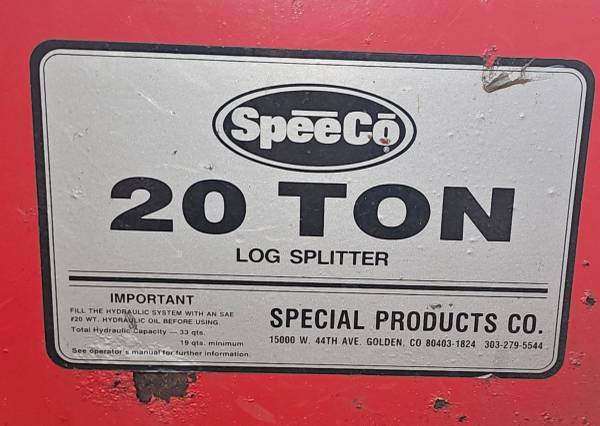 SpēeCō
20 TON
LOG SPLITTER
IMPORTANT
FILL THE HYDRAULIC SYSTEM WITH AN SAE
#20 WT. HYDRAULIC OIL BEFORE USING.
Total Hydraulic Capacity — 33 qts.
19 qts. minimum
See operator's manual for further information.
SPECIAL PRODUCTS CO.
15000 W. 44TH AVE. GOLDEN, CO 80403-1824 303-279-5544